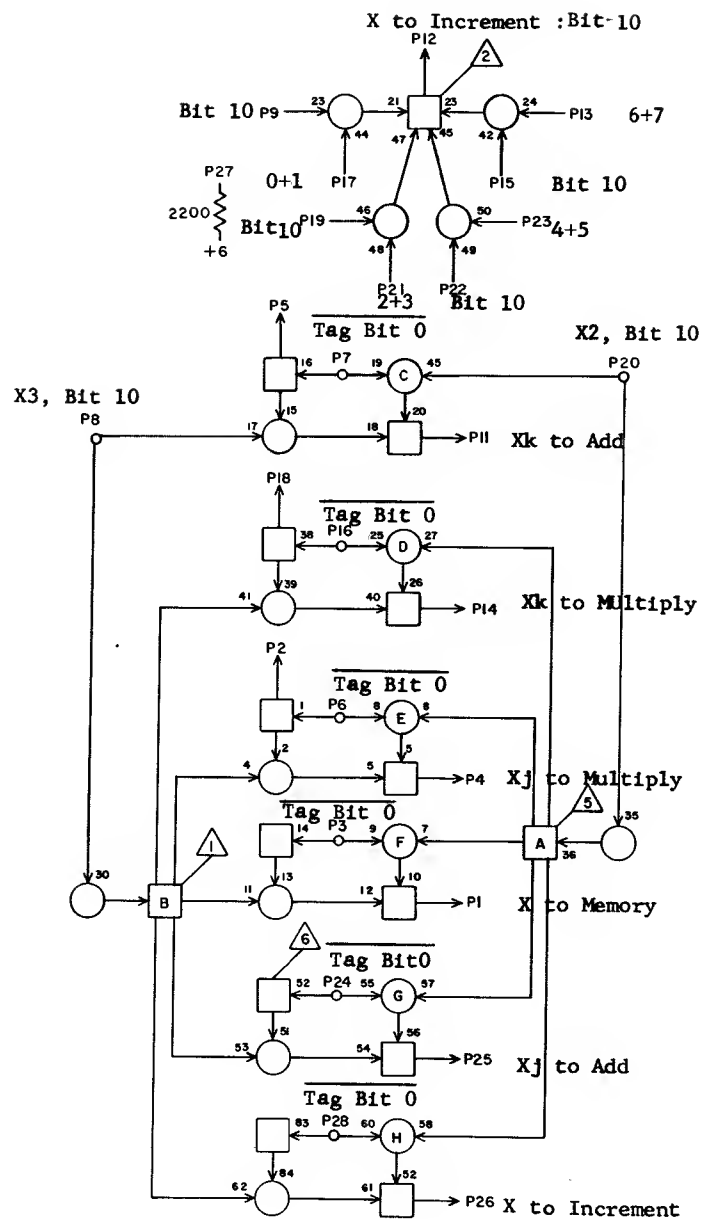 X to Increment :Bit-10
P12
2
Bit 10 P9 23 21 23 24 P13 6+7
44 47 45 42
P27 0+1 P17 P15 Bit 10
2200 Bit10 P19 46 50 P23 4+5
+6 48 49
P21 P22
2+3 Bit 10
P5 Tag Bit 0 X2, Bit 10
16 P7 19 C 45 P20
X3, Bit 10
P8 15 20
17 18 P11 Xk to Add
P18 Tag Bit 0
38 P16 25 D 27
39 26
41 40 P14 Xk to MUltiply
P2 Tag Bit 0
1 P6 8 E 8
2 5
4 5 P4 Xj to Multiply
Tag Bit 0 5
14 P3 9 F 7 A 36 35
1 13 10
30 B 11 12 P1 X to Memory
6 Tag Bit0
52 P24 55 G 57
51 56
53 54 P25 Xj to Add
Tag Bit 0
83 P28 60 H 58
84 52
62 61 P26 X to Increment